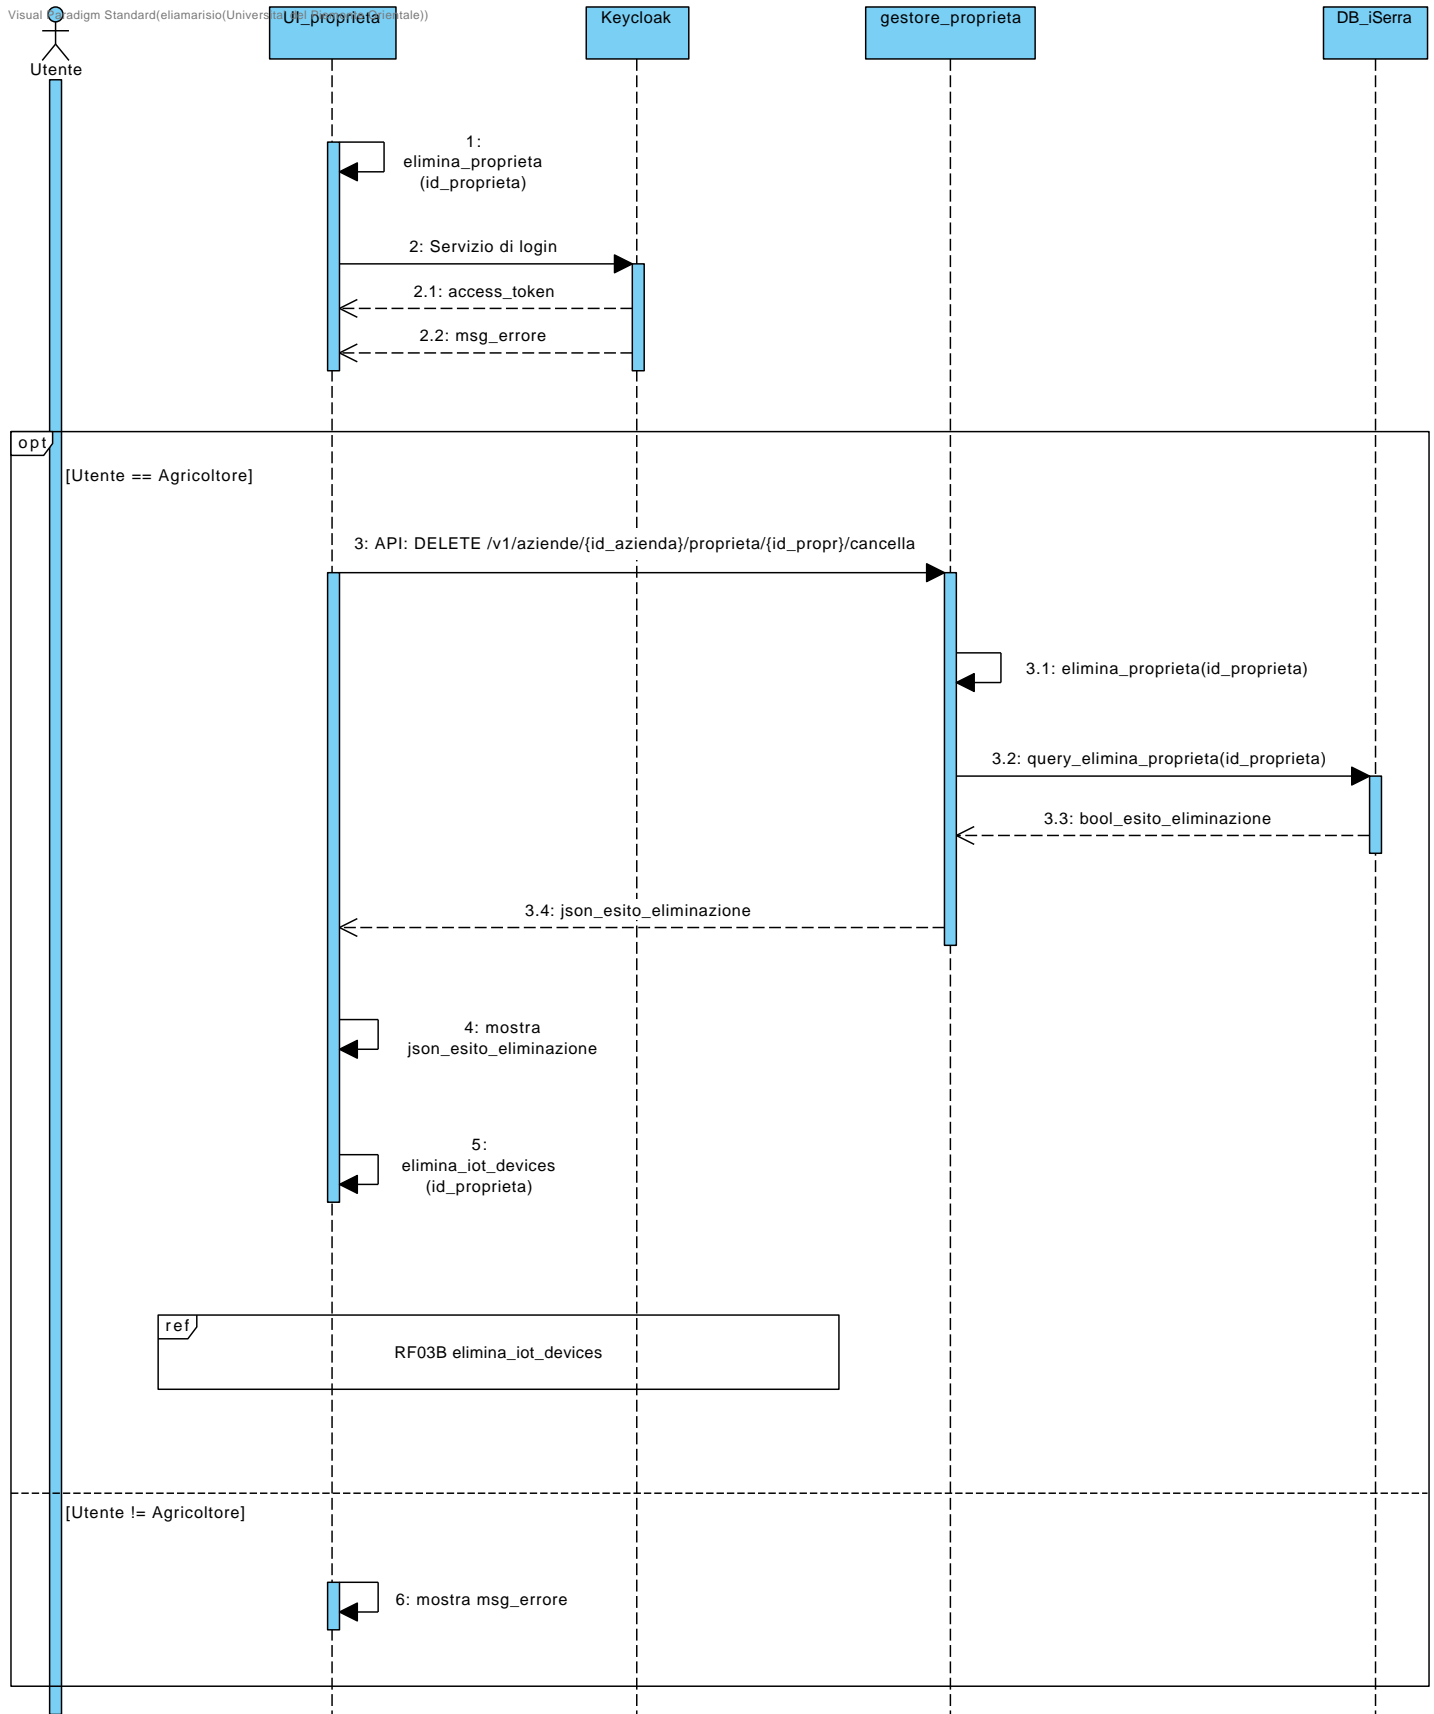 Visual Paradigm Standard(eliamarisio(Universita' del Piemonte Orientale))
Utente
UI_proprieta
Keycloak
gestore_proprieta
DB_iSerra
1:
elimina_proprieta
(id_proprieta)
2: Servizio di login
2.1: access_token
2.2: msg_errore
opt
[Utente == Agricoltore]
3: API: DELETE /v1/aziende/{id_azienda}/proprieta/{id_propr}/cancella
3.1: elimina_proprieta(id_proprieta)
3.2: query_elimina_proprieta(id_proprieta)
3.3: bool_esito_eliminazione
3.4: json_esito_eliminazione
4: mostra
json_esito_eliminazione
5:
elimina_iot_devices
(id_proprieta)
ref
RF03B elimina_iot_devices
[Utente != Agricoltore]
6: mostra msg_errore